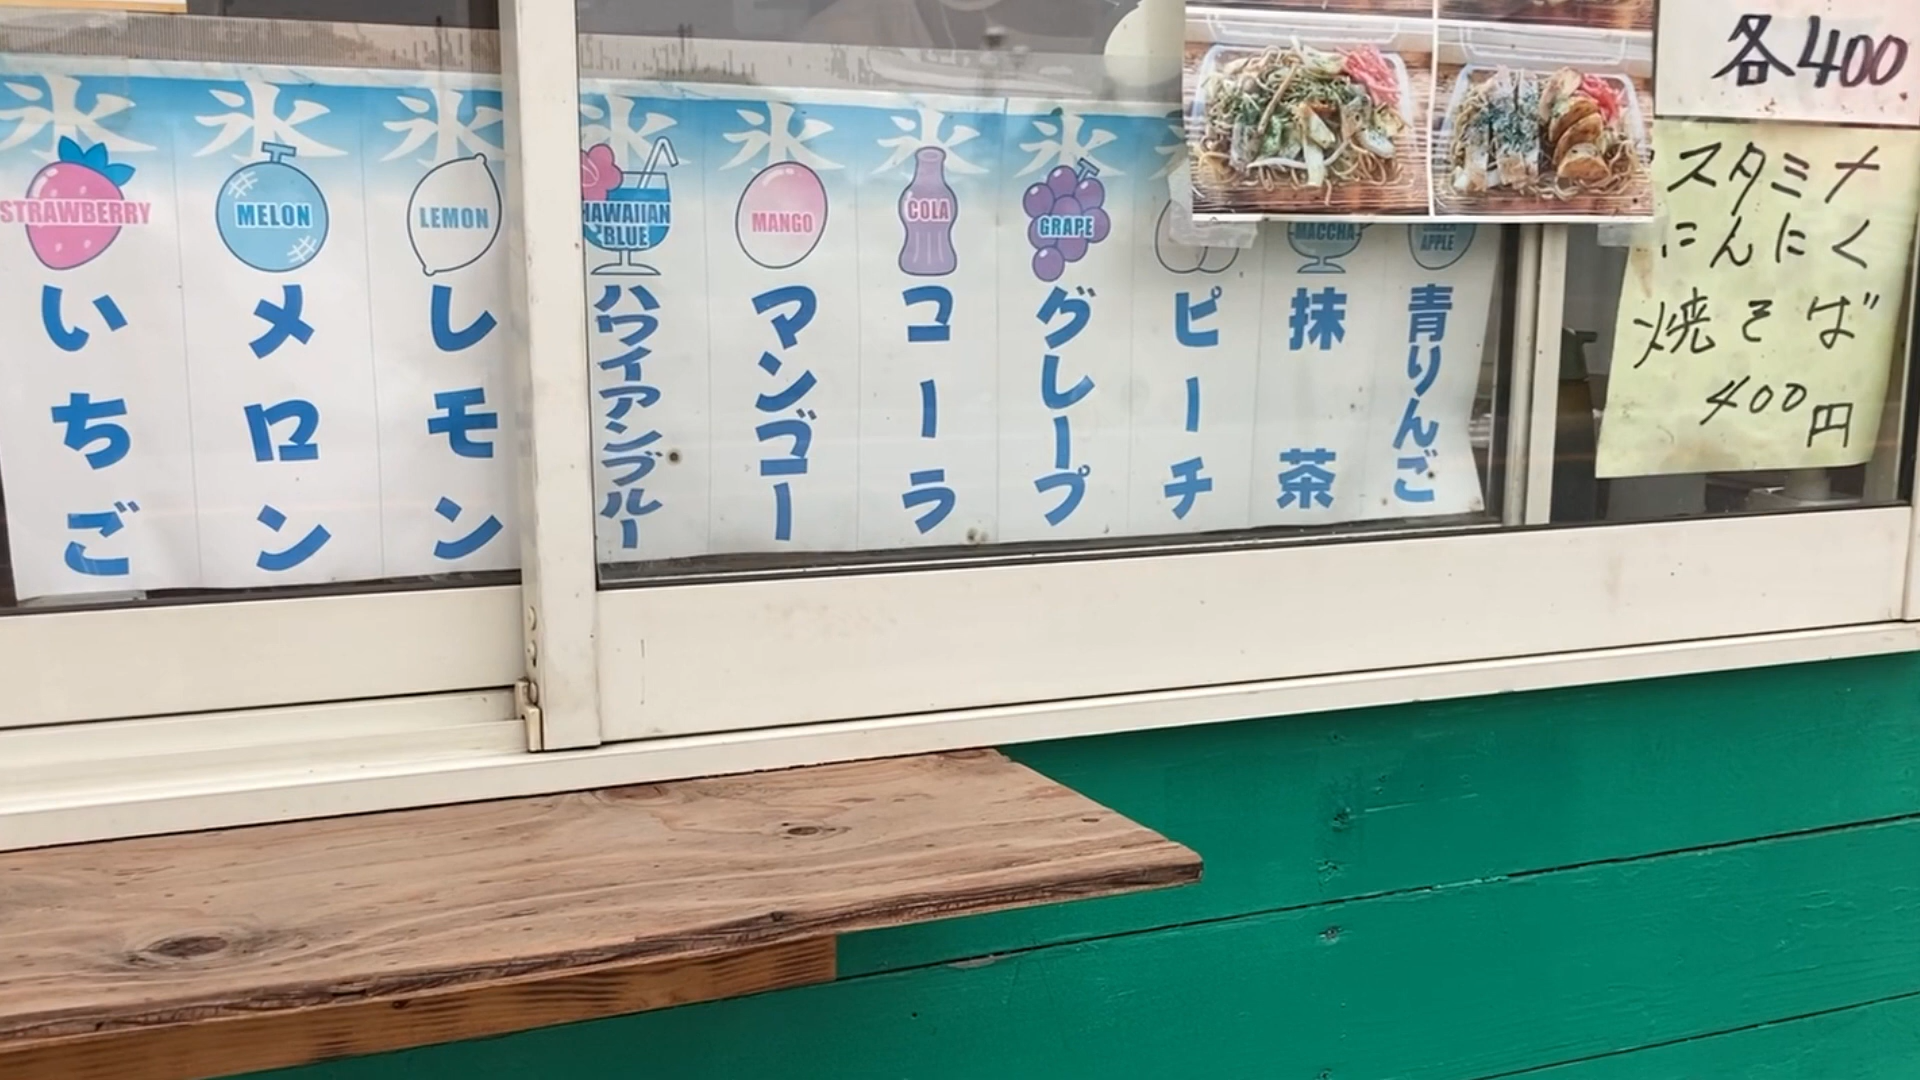 氷
STRAWBERRY
いちご
氷
MELON
メロン
氷
LEMON
レモン
氷
HAWAIIAN
BLUE
ハワイアンブルー
氷
MANGO
マンゴー
氷
COLA
コーラ
氷
GRAPE
グレープ
ピーチ
MACCHA
抹茶
APPLE
青りんご
各400
スタミナ
にんにく
焼そば
400円